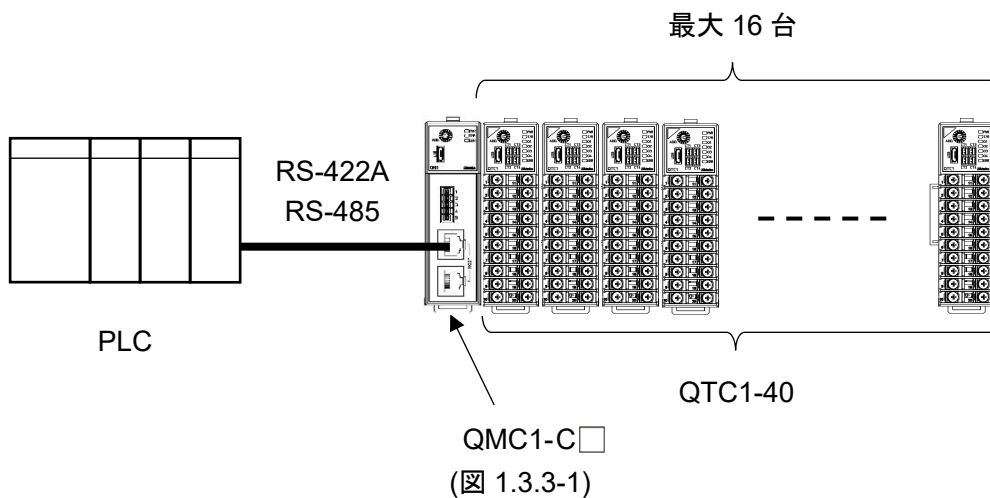 最大 16 台
RS-422A
RS-485
PLC
QTC1-40
QMC1-C□
(図 1.3.3-1)